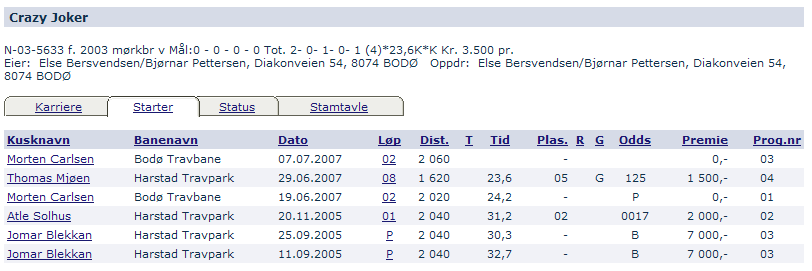 Crazy Joker
N-03-5633 f. 2003 mørkbr v Mål:0 - 0 - 0 - 0 Tot. 2- 0- 1- 0- 1 (4)*23,6K*K Kr. 3.500 pr.
Eier: Else Bersvendsen/Bjørnar Pettersen, Diakonveien 54, 8074 BODØ Oppdr: Else Bersvendsen/Bjørnar Pettersen, Diakonveien 54,
8074 BODØ
Karriere Starter Status Stamtavle
Kusknavn Banenavn Dato Løp Dist. T Tid Plas. R G Odds Premie Prog.nr
Morten Carlsen Bodø Travbane 07.07.2007 02 2 060 - 0,- 03
Thomas Mjøen Harstad Travpark 29.06.2007 08 1 620 23,6 05 G 125 1 500,- 04
Morten Carlsen Bodø Travbane 19.06.2007 02 2 020 24,2 - P 0,- 01
Atle Solhus Harstad Travpark 20.11.2005 01 2 040 31,2 02 0017 2 000,- 02
Jomar Blekkan Harstad Travpark 25.09.2005 P 2 040 30,3 - B 7 000,- 03
Jomar Blekkan Harstad Travpark 11.09.2005 P 2 040 32,7 - B 7 000,- 03